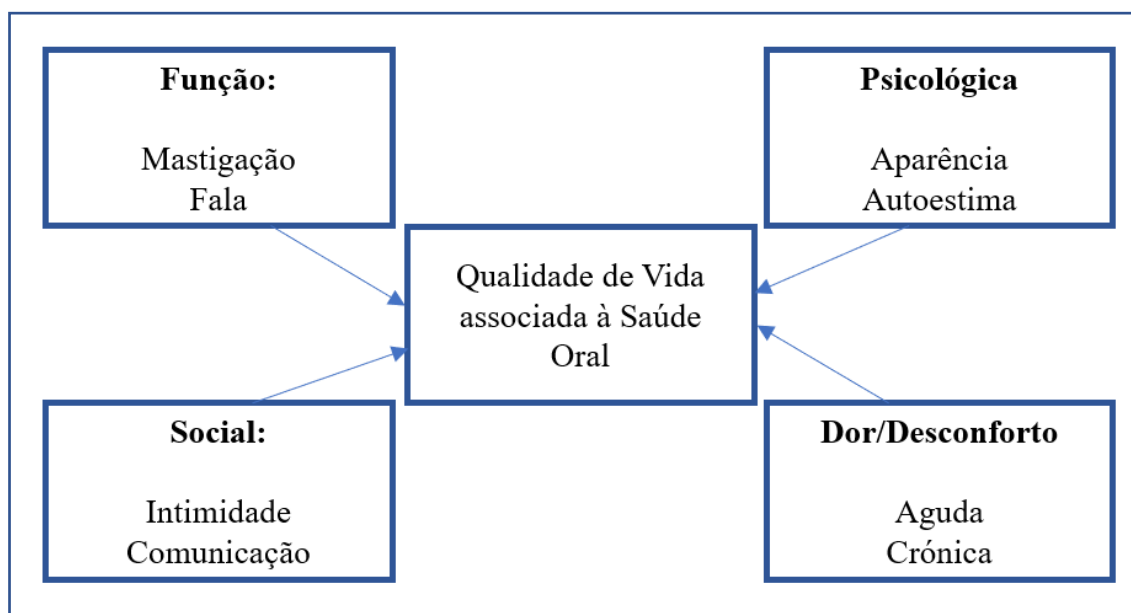 Função:
Mastigação
Fala
Psicológica
Aparência
Autoestima
Qualidade de Vida
associada à Saúde
Oral
Social:
Intimidade
Comunicação
Dor/Desconforto
Aguda
Crónica